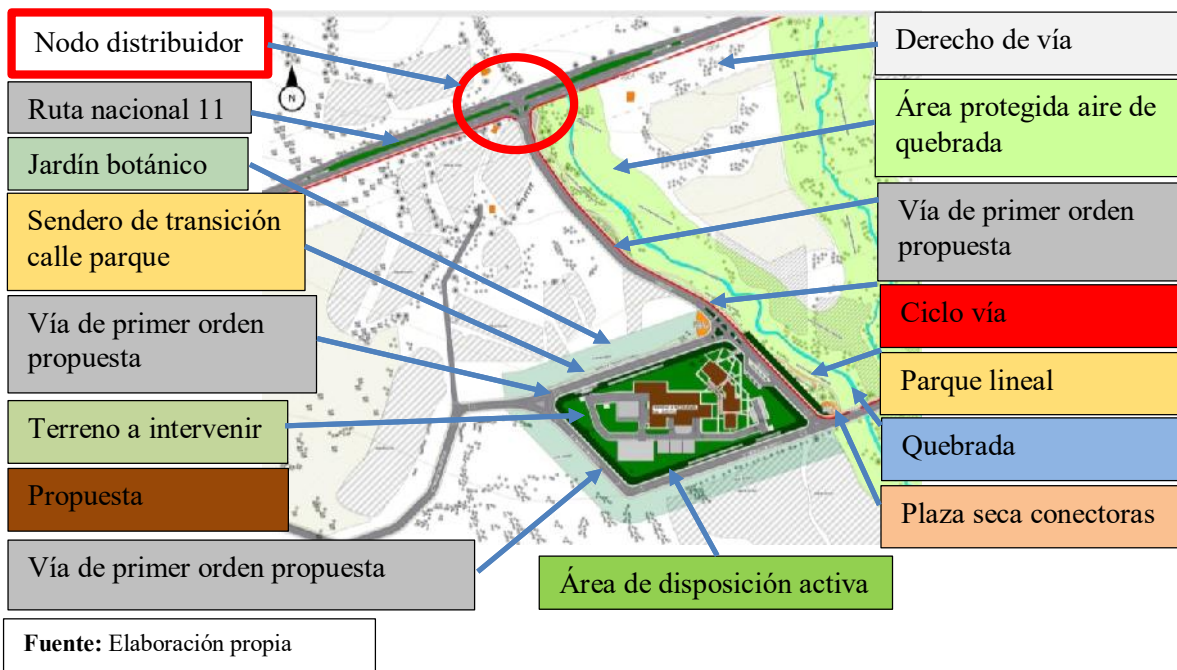 Nodo distribuidor
Ruta nacional 11
Jardín botánico
Sendero de transición
calle parque
Vía de primer orden
propuesta
Terreno a intervenir
Propuesta
Vía de primer orden propuesta
Fuente: Elaboración propia
N
Área de disposición activa
Derecho de vía
Área protegida aire de
quebrada
Vía de primer orden
propuesta
Ciclo vía
Parque lineal
Quebrada
Plaza seca conectoras